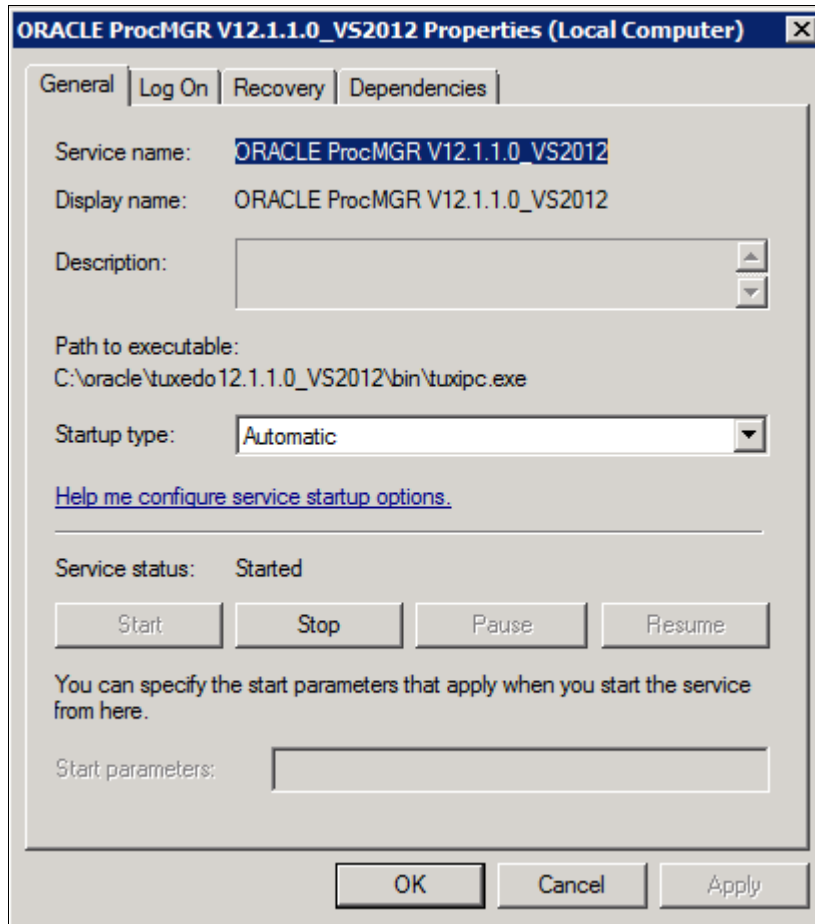 ORACLE ProcMGR V12.1.1.0_VS2012 Properties (Local Computer)
General Log On Recovery Dependencies
Service name: ORACLE ProcMGR V12.1.1.0_VS2012
Display name: ORACLE ProcMGR V12.1.1.0_VS2012
Description:
Path to executable:
C:\oracle\tuxedo12.1.1.0_VS2012\bin\tuxipc.exe
Startup type: Automatic
Help me configure service startup options.
Service status: Started
Start Stop Pause Resume
You can specify the start parameters that apply when you start the service
from here.
Start parameters:
OK Cancel Apply